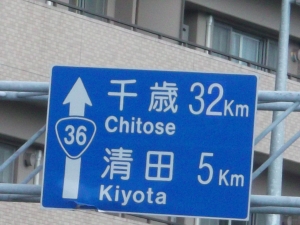 千歳 32Km
Chitose
36
清田 5Km
Kiyota